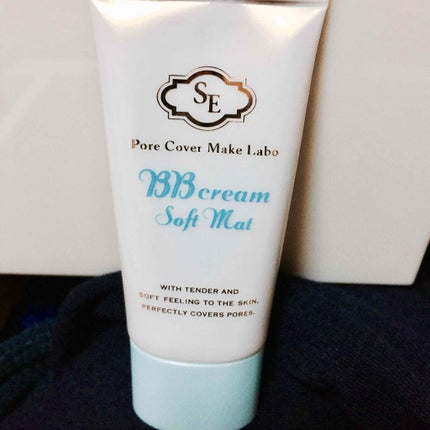 SE
Pore Cover Make Labo
BB cream
Soft Mat
WITH TENDER AND
SOFT FEELING TO THE SKIN,
PERFECTLY COVERS PORES.